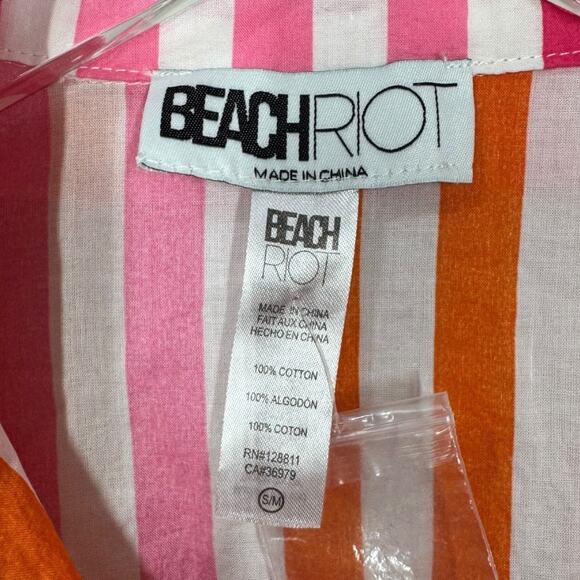 BEACHRIOT
MADE IN CHINA
BEACH
RIOT
MADE IN CHINA
FAIT AUX CHINA
HECHO EN CHINA
100% COTTON
100% ALGODÓN
100% COTON
RN#128811
CA#36979
S/M